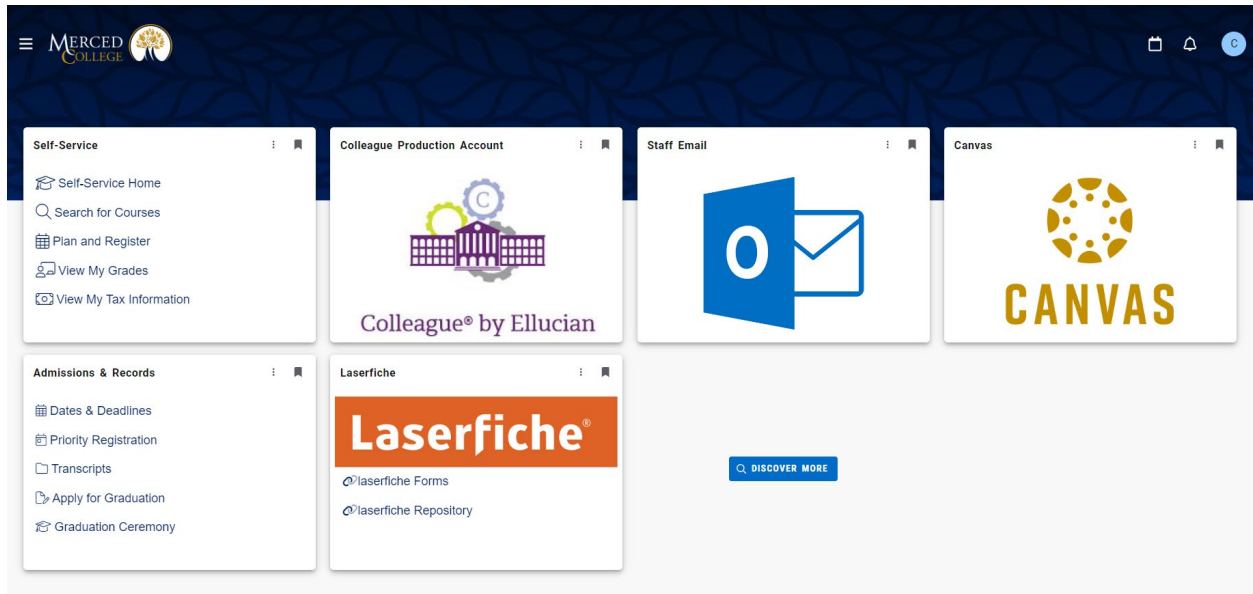 MERCED
COLLEGE
C
Self-Service
Self-Service Home
Search for Courses
Plan and Register
View My Grades
View My Tax Information
Colleague Production Account
C
Colleague® by Ellucian
Staff Email
O
Canvas
CANVAS
Admissions & Records
Dates & Deadlines
Priority Registration
Transcripts
Apply for Graduation
Graduation Ceremony
Laserfiche
Laserfiche®
laserfiche Forms
laserfiche Repository
DISCOVER MORE